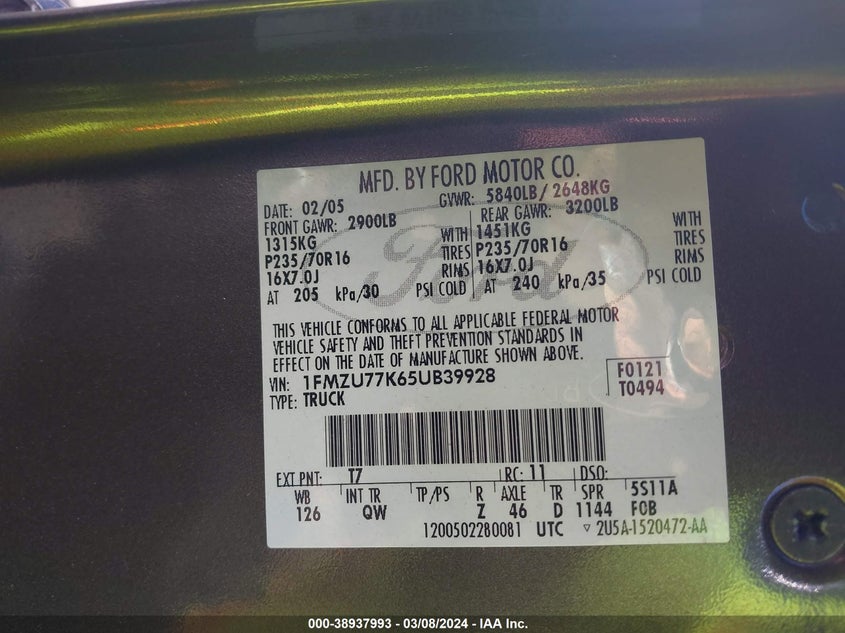 MFD. BY FORD MOTOR CO.
DATE: 02/05 GVWR: 5840LB/ 2648KG
FRONT GAWR: 2900LB REAR GAWR: 3200LB
1315KG WITH 1451KG WITH
P235/70R16 TIRES P235/70R16 TIRES
16X7.0J RIMS 16X7.0J RIMS
AT 205 kPa/30 PSI COLD AT 240 kPa/35 PSI COLD
Ford
THIS VEHICLE CONFORMS TO ALL APPLICABLE FEDERAL MOTOR
VEHICLE SAFETY AND THEFT PREVENTION STANDARDS IN
EFFECT ON THE DATE OF MANUFACTURE SHOWN ABOVE.
VIN: 1FMZU77K65UB39928 F0121
TYPE: TRUCK T0494
EXT PNT: T7 RC: 11 DSO:
WB INT TR TP/PS R AXLE TR SPR 5S11A
126 QW Z 46 D 1144 FOB
1200502280081 UTC ▽ 2U5A-1520472-AA
000-38937993 - 03/08/2024 - IAA Inc.